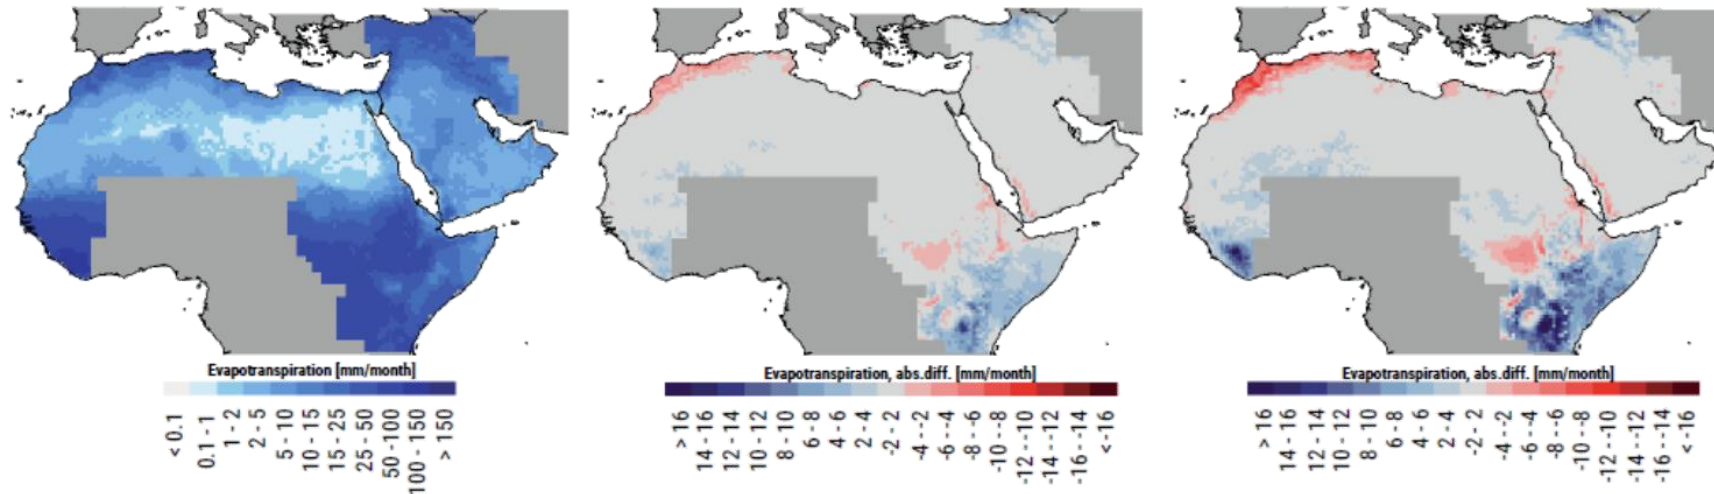 Evapotranspiration [mm/month]
< 0.1
0.1 - 1
1 - 2
2 - 5
5 - 10
10 - 15
15 - 25
25 - 50
50 -100
100 - 150
> 150
Evapotranspiration, abs.diff. [mm/month]
> 16
14 - 16
12 - 14
10 - 12
8 - 10
6 - 8
4 - 6
2 - 4
-2 - 2
-4 - -2
-6 - -4
-8 - -6
-10 - -8
-12 - -10
-14 - -12
-16 - -14
< -16
Evapotranspiration, abs.diff. [mm/month]
> 16
14 - 16
12 - 14
10 - 12
8 - 10
6 - 8
4 - 6
2 - 4
-2 - 2
-4 - -2
-6 - -4
-8 - -6
-10 - -8
-12 - -10
-14 - -12
-16 - -14
< -16